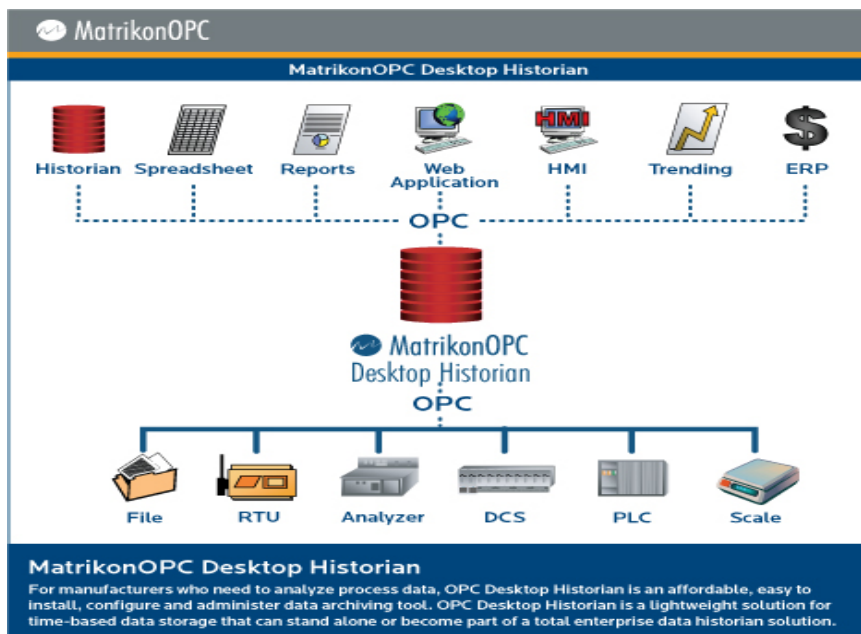 MatrikonOPC
MatrikonOPC Desktop Historian
Historian Spreadsheet Reports Web Application HMI HMI Trending ERP
OPC
MatrikonOPC
Desktop Historian
OPC
File RTU Analyzer DCS PLC Scale
MatrikonOPC Desktop Historian
For manufacturers who need to analyze process data, OPC Desktop Historian is an affordable, easy to
install, configure and administer data archiving tool. OPC Desktop Historian is a lightweight solution for
time-based data storage that can stand alone or become part of a total enterprise data historian solution.